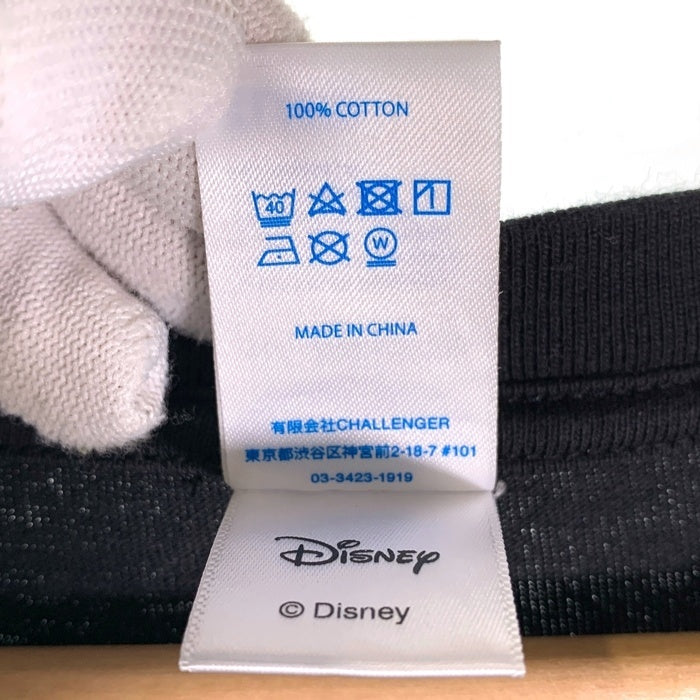 100% COTTON
40
W
MADE IN CHINA
有限会社CHALLENGER
東京都渋谷区神宮前2-18-7 #101
03-3423-1919
Disney
© Disney